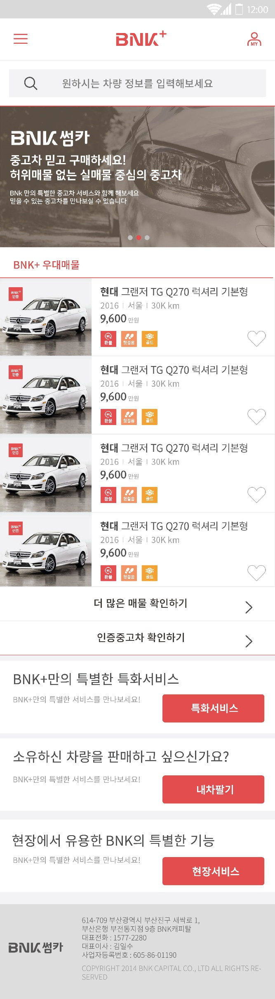 12:00
BNK+
MY
원하시는 차량 정보를 입력해보세요
BNK 썸카
중고차 믿고 구매하세요!
허위매물 없는 실매물 중심의 중고차
BNk 만의 특별한 중고차 서비스와 함께 해보세요
믿을 수 있는 중고차를 만나보실 수 있습니다
BNK+ 우대매물
BNK+
인증
현대 그랜저 TG Q270 럭셔리 기본형
2016 | 서울 | 30K km
9,600 만원
환불 헛걸음 골드
BNK+
인증
현대 그랜저 TG Q270 럭셔리 기본형
2016 | 서울 | 30K km
9,600 만원
환불 헛걸음 골드
BNK+
인증
현대 그랜저 TG Q270 럭셔리 기본형
2016 | 서울 | 30K km
9,600 만원
환불 헛걸음 골드
BNK+
인증
현대 그랜저 TG Q270 럭셔리 기본형
2016 | 서울 | 30K km
9,600 만원
환불 헛걸음 골드
더 많은 매물 확인하기
인증중고차 확인하기
BNK+만의 특별한 특화서비스
BNK+만의 특별한 서비스를 만나보세요!
특화서비스
소유하신 차량을 판매하고 싶으신가요?
BNK+만의 특별한 서비스를 만나보세요!
내차팔기
현장에서 유용한 BNK의 특별한 기능
BNK+만의 특별한 서비스를 만나보세요!
현장서비스
BNK 썸카
614-709 부산광역시 부산진구 새싹로 1,
부산은행 부전동지점 9층 BNK캐피탈
대표전화 : 1577-2280
대표이사 : 김일수
사업자등록번호 : 605-86-01190
COPYRIGHT 2014 BNK CAPITAL CO., LTD ALL RIGHTS RE-
SERVED